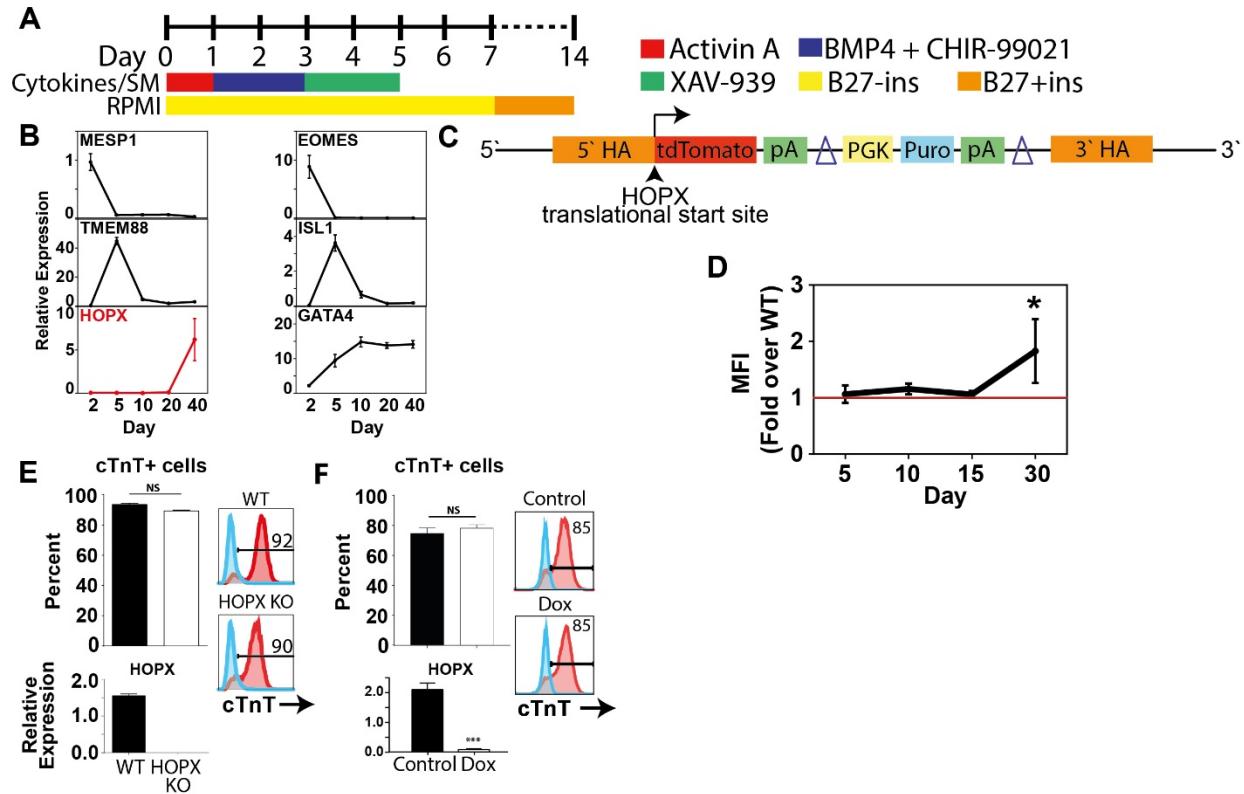 A
Day 0 1 2 3 4 5 7 14
Cytokines/SM
RPMI
Activin A
BMP4 + CHIR-99021
XAV-939
B27-ins
B27+ins
B
Relative Expression
MESP1
1
0
TMEM88
40
20
0
HOPX
10
5
0
2 5 10 20 40
Day
EOMES
10
5
0
ISL1
4
2
0
GATA4
20
10
0
2 5 10 20 40
Day
C
5` 5` HA tdTomato pA Δ PGK Puro pA Δ 3` HA 3`
HOPX
translational start site
D
MFI
(Fold over WT)
3
2
1
0
*
5 10 15 30
Day
E
cTnT+ cells
Percent
100
80
60
40
20
0
NS
WT
92
HOPX KO
90
cTnT
HOPX
Relative
Expression
2.0
1.0
0.0
WT HOPX
KO
F
cTnT+ cells
Percent
100
80
60
40
20
0
NS
Control
85
Dox
85
cTnT
HOPX
2.0
1.0
0.0
***
Control Dox